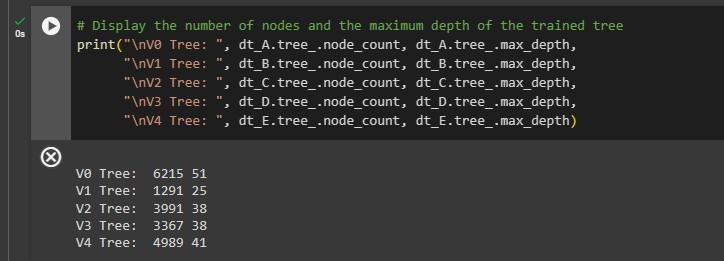 0s
# Display the number of nodes and the maximum depth of the trained tree
print("\nV0 Tree: ", dt_A.tree_.node_count, dt_A.tree_.max_depth,
"\nV1 Tree: ", dt_B.tree_.node_count, dt_B.tree_.max_depth,
"\nV2 Tree: ", dt_C.tree_.node_count, dt_C.tree_.max_depth,
"\nV3 Tree: ", dt_D.tree_.node_count, dt_D.tree_.max_depth,
"\nV4 Tree: ", dt_E.tree_.node_count, dt_E.tree_.max_depth)
V0 Tree:  6215 51
V1 Tree:  1291 25
V2 Tree:  3991 38
V3 Tree:  3367 38
V4 Tree:  4989 41